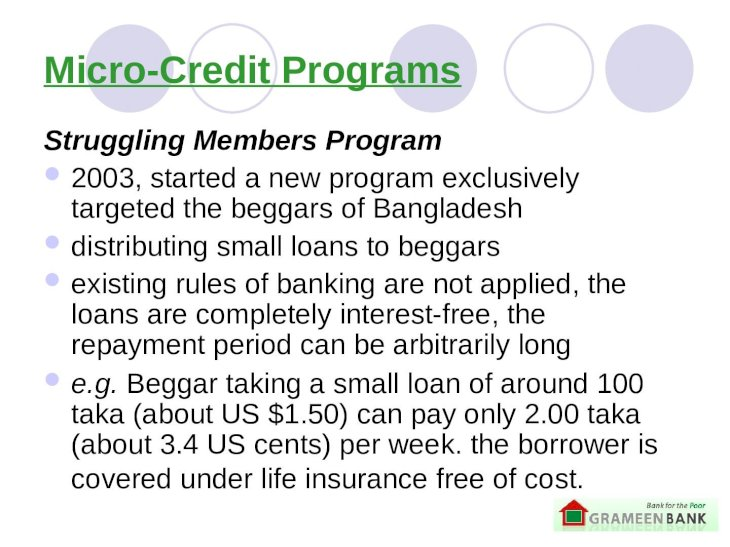 Micro-Credit Programs
Struggling Members Program
2003, started a new program exclusively
targeted the beggars of Bangladesh
distributing small loans to beggars
existing rules of banking are not applied, the
loans are completely interest-free, the
repayment period can be arbitrarily long
e.g. Beggar taking a small loan of around 100
taka (about US $1.50) can pay only 2.00 taka
(about 3.4 US cents) per week. the borrower is
covered under life insurance free of cost.
Bank for the Poor
GRAMEEN BANK